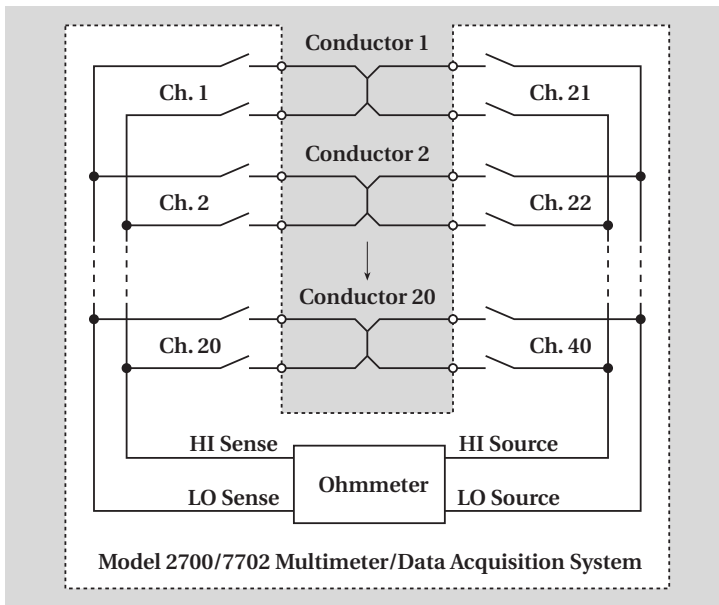 Conductor 1
Ch. 1
Ch. 21
Conductor 2
Ch. 2
Ch. 22
Conductor 20
Ch. 20
Ch. 40
HI Sense
HI Source
Ohmmeter
LO Sense
LO Source
Model 2700/7702 Multimeter/Data Acquisition System